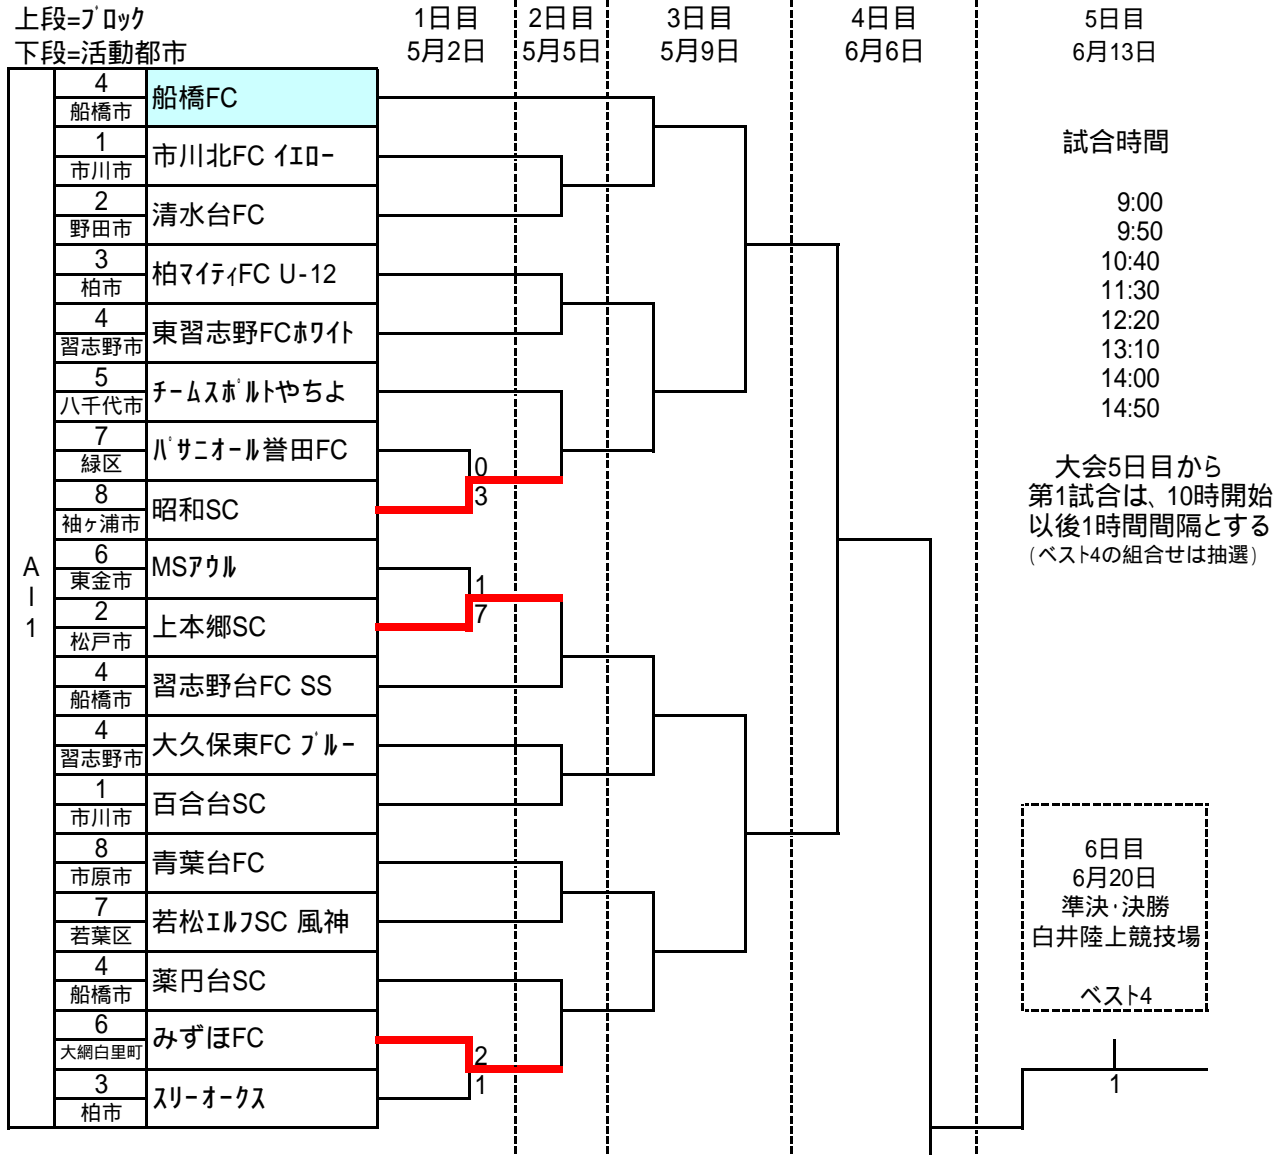 上段=ﾌﾞﾛｯｸ
下段=活動都市
1日目
5月2日
2日目
5月5日
3日目
5月9日
4日目
6月6日
5日目
6月13日
A
|
1
4
船橋市
船橋FC
1
市川市
市川北FC ｲｴﾛｰ
2
野田市
清水台FC
3
柏市
柏ﾏｲﾃｨFC U-12
4
習志野市
東習志野FCﾎﾜｲﾄ
5
八千代市
ﾁｰﾑｽﾎﾟﾙﾄやちよ
7
緑区
ﾊﾟｻﾆｵｰﾙ誉田FC
8
袖ヶ浦市
昭和SC
0
3
6
東金市
MSｱｳﾙ
2
松戸市
上本郷SC
1
7
4
船橋市
習志野台FC SS
4
習志野市
大久保東FC ﾌﾞﾙｰ
1
市川市
百合台SC
8
市原市
青葉台FC
7
若葉区
若松ｴﾙﾌSC 風神
4
船橋市
薬円台SC
6
大網白里町
みずほFC
3
柏市
ｽﾘｰｵｰｸｽ
2
1
試合時間
9:00
9:50
10:40
11:30
12:20
13:10
14:00
14:50
大会5日目から
第1試合は、10時開始
以後1時間間隔とする
(ベスト4の組合せは抽選)
6日目
6月20日
準決・決勝
白井陸上競技場
ベスト4
1